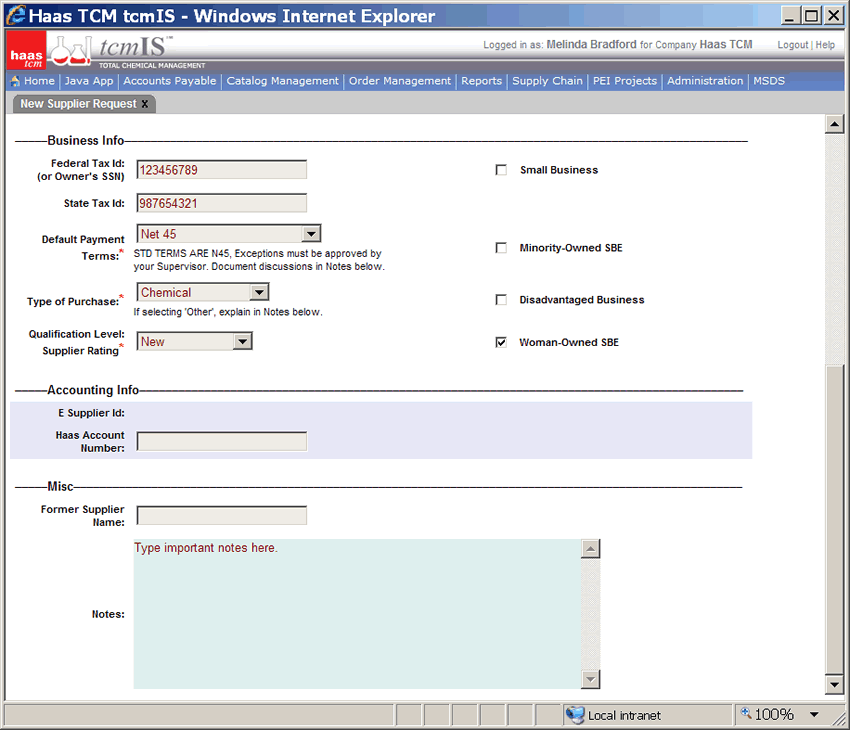 Haas TCM tcmIS - Windows Internet Explorer
haas tcm
tcmIS™
TOTAL CHEMICAL MANAGEMENT
Logged in as: Melinda Bradford for Company Haas TCM
Logout | Help
Home | Java App | Accounts Payable | Catalog Management | Order Management | Reports | Supply Chain | PEI Projects | Administration | MSDS
New Supplier Request x
Business Info
Federal Tax Id:
(or Owner's SSN)
123456789
Small Business
State Tax Id:
987654321
Default Payment
Terms:*
Net 45
STD TERMS ARE N45, Exceptions must be approved by
your Supervisor. Document discussions in Notes below.
Minority-Owned SBE
Type of Purchase:*
Chemical
If selecting 'Other', explain in Notes below.
Disadvantaged Business
Qualification Level:
Supplier Rating*
New
Woman-Owned SBE
Accounting Info
E Supplier Id:
Haas Account
Number:
Misc
Former Supplier
Name:
Notes:
Type important notes here.
Local intranet
100%